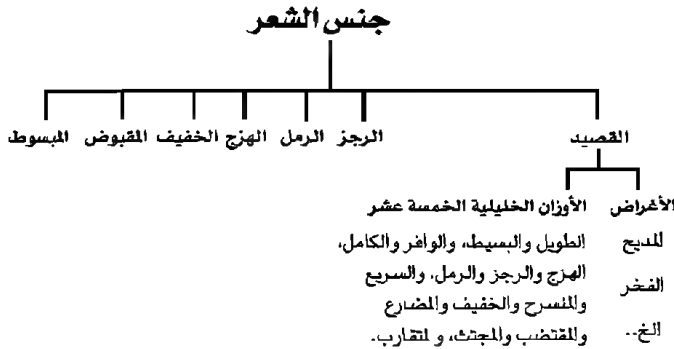 جنس الشعر
القصيد الرجز الرمل الهزج الخفيف المقبوض المبسوط
الأغراض الأوزان الخليلية الخمسة عشر
المديح الطويل والبسيط، والوافر والكامل،
الفخر الهزج والرجز والرمل، والسريع
والمنسرح والخفيف والمضارع
الخ.. والمقتضب والمجتث، والمتقارب.